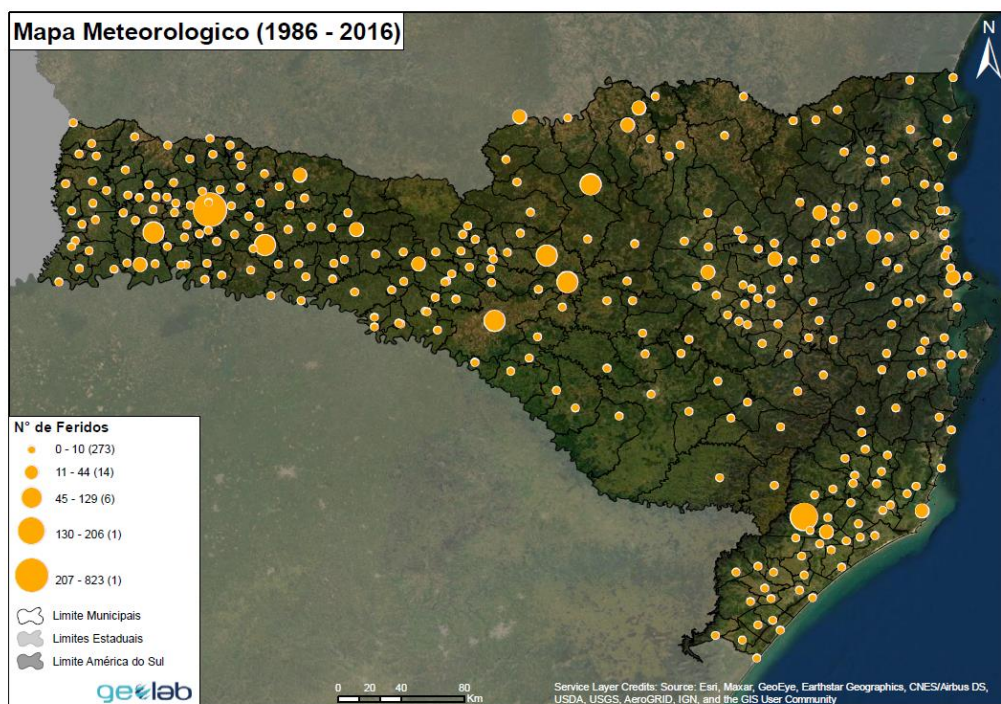 Mapa Meteorologico (1986 - 2016)
N
N° de Feridos
0 - 10 (273)
11 - 44 (14)
45 - 129 (6)
130 - 206 (1)
207 - 823 (1)
Limite Municipais
Limites Estaduais
Limite América do Sul
geolab
0 20 40 80
Km
Service Layer Credits: Source: Esri, Maxar, GeoEye, Earthstar Geographics, CNES/Airbus DS,
USDA, USGS, AeroGRID, IGN, and the GIS User Community